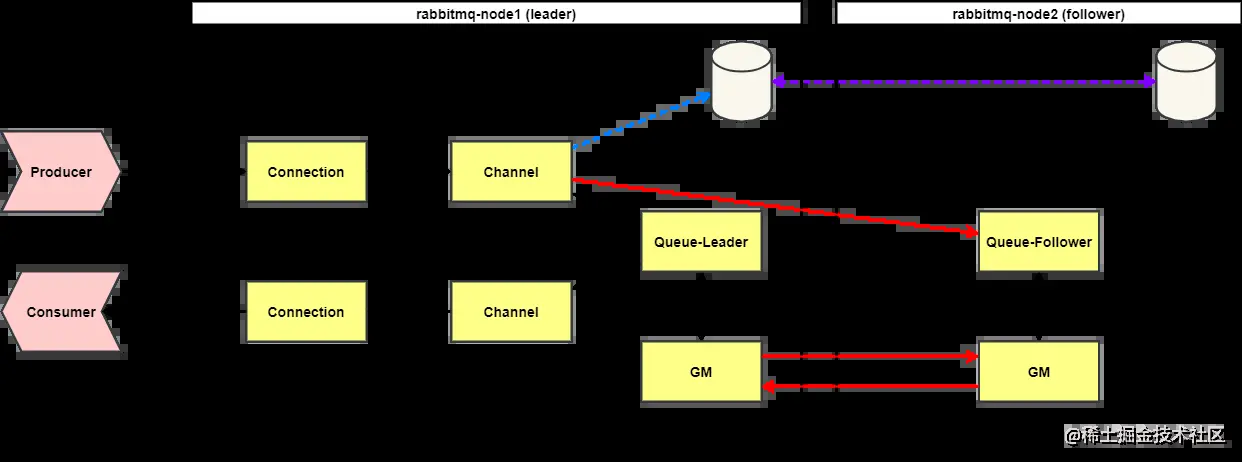 rabbitmq-node1 (leader)
rabbitmq-node2 (follower)
Producer
Connection
Channel
Queue-Leader
Queue-Follower
Consumer
Connection
Channel
GM
GM
@稀土掘金技术社区